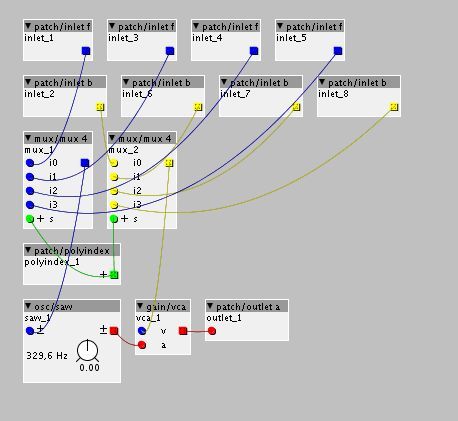 ▼ patch/inlet f ▼ patch/inlet f ▼ patch/inlet f ▼ patch/inlet f
inlet_1 inlet_3 inlet_4 inlet_5
▼ patch/inlet b ▼ patch/inlet b ▼ patch/inlet b ▼ patch/inlet b
inlet_2 inlet_6 inlet_7 inlet_8
▼ mux/mux 4 ▼ mux/mux 4
mux_1 mux_2
i0 i0
i1 i1
i2 i2
i3 i3
+ s + s
▼ patch/polyindex
polyindex_1
+
▼ osc/saw ▼ gain/vca ▼ patch/outlet a
saw_1 vca_1 outlet_1
± ± v
a
329,6 Hz
0.00